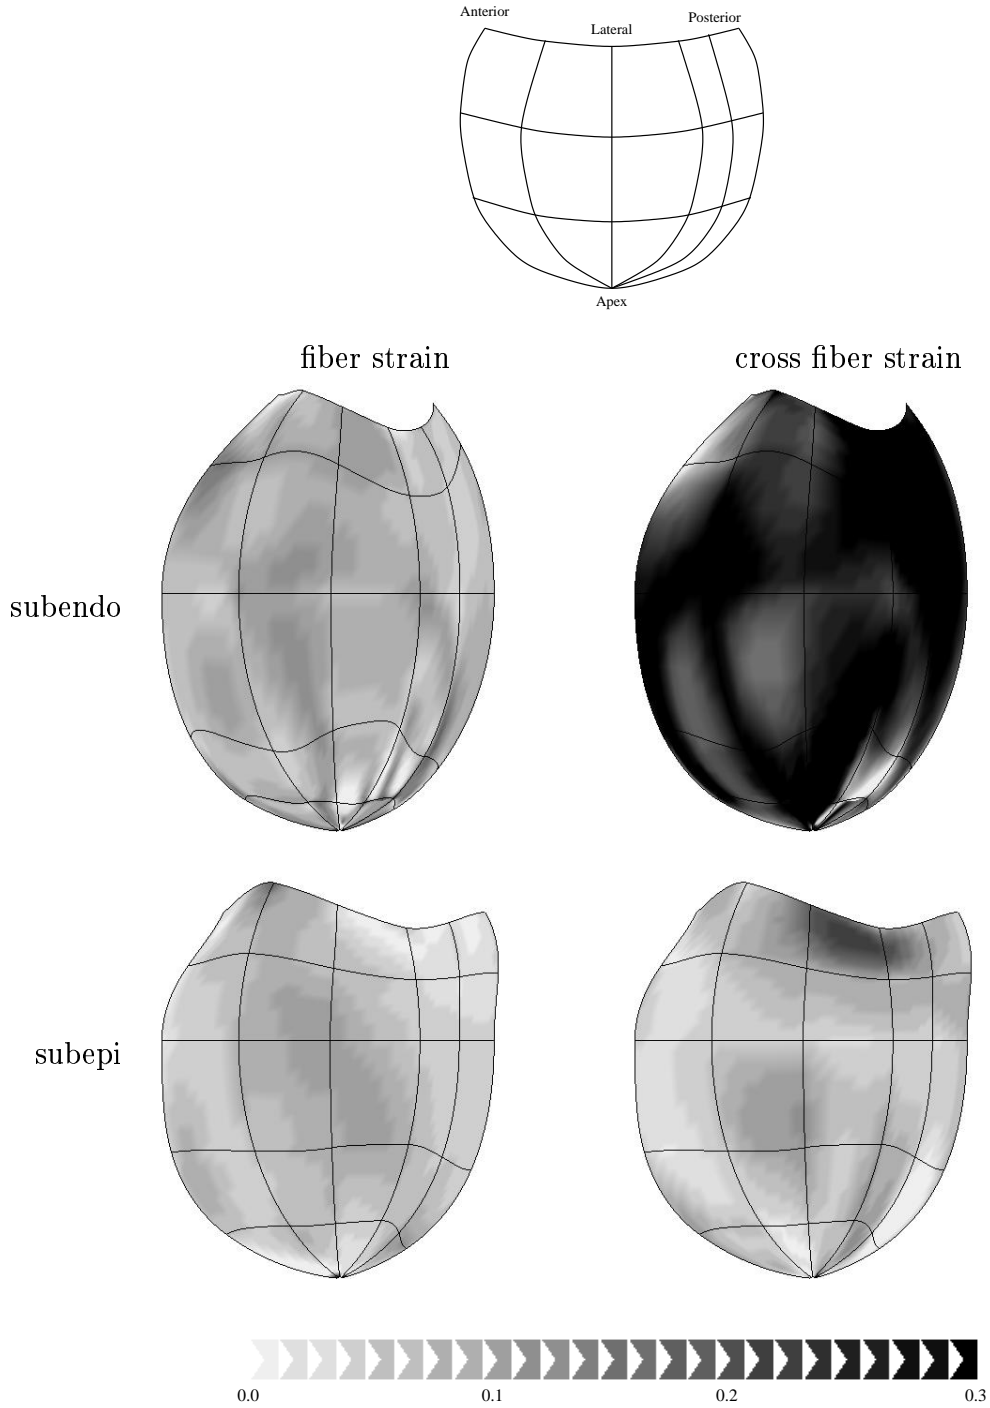 Anterior
Lateral
Posterior
Apex
fiber strain
cross fiber strain
subendo
subepi
0.0
0.1
0.2
0.3